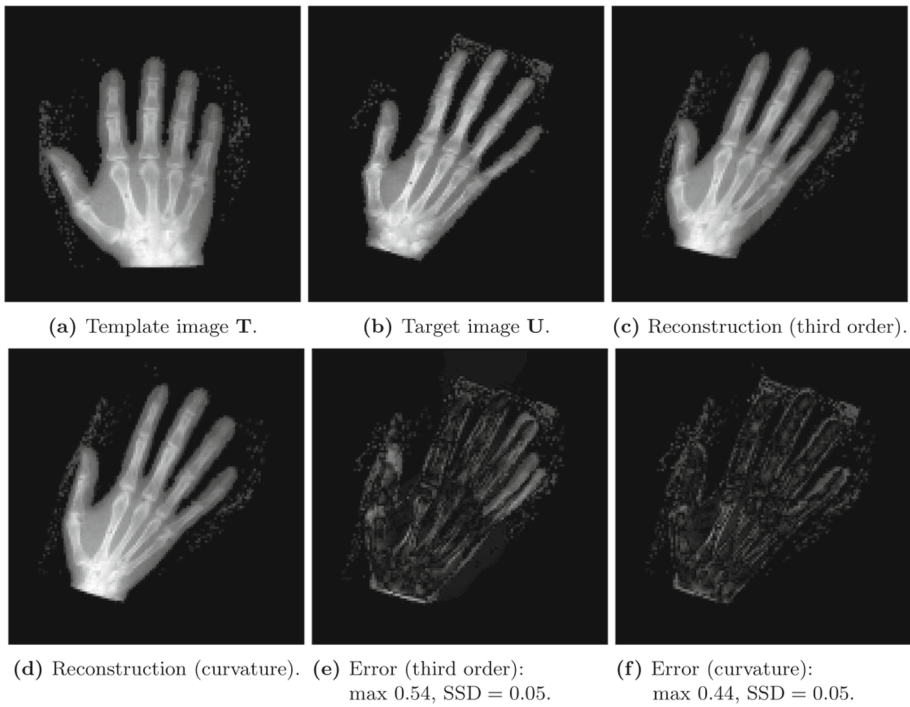 (a) Template image T.
(b) Target image U.
(c) Reconstruction (third order).
(d) Reconstruction (curvature).
(e) Error (third order):
max 0.54, SSD = 0.05.
(f) Error (curvature):
max 0.44, SSD = 0.05.